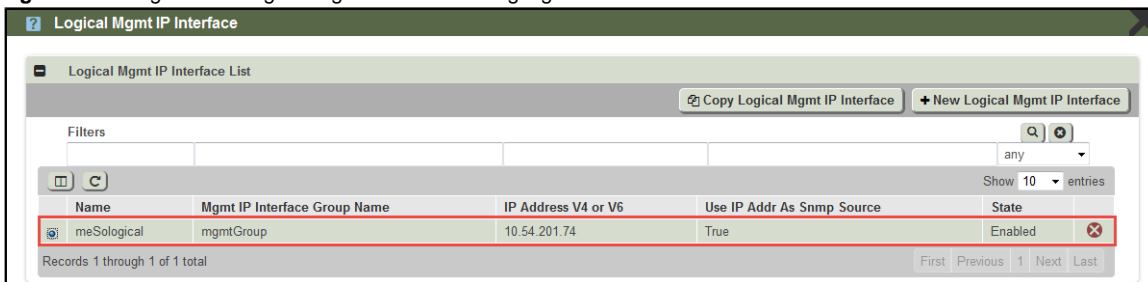 Logical Mgmt IP Interface
Logical Mgmt IP Interface List
Copy Logical Mgmt IP Interface
+ New Logical Mgmt IP Interface
Filters
any
Show 10 entries
Name Mgmt IP Interface Group Name IP Address V4 or V6 Use IP Addr As Snmp Source State
meSological mgmtGroup 10.54.201.74 True Enabled
Records 1 through 1 of 1 total
First Previous 1 Next Last